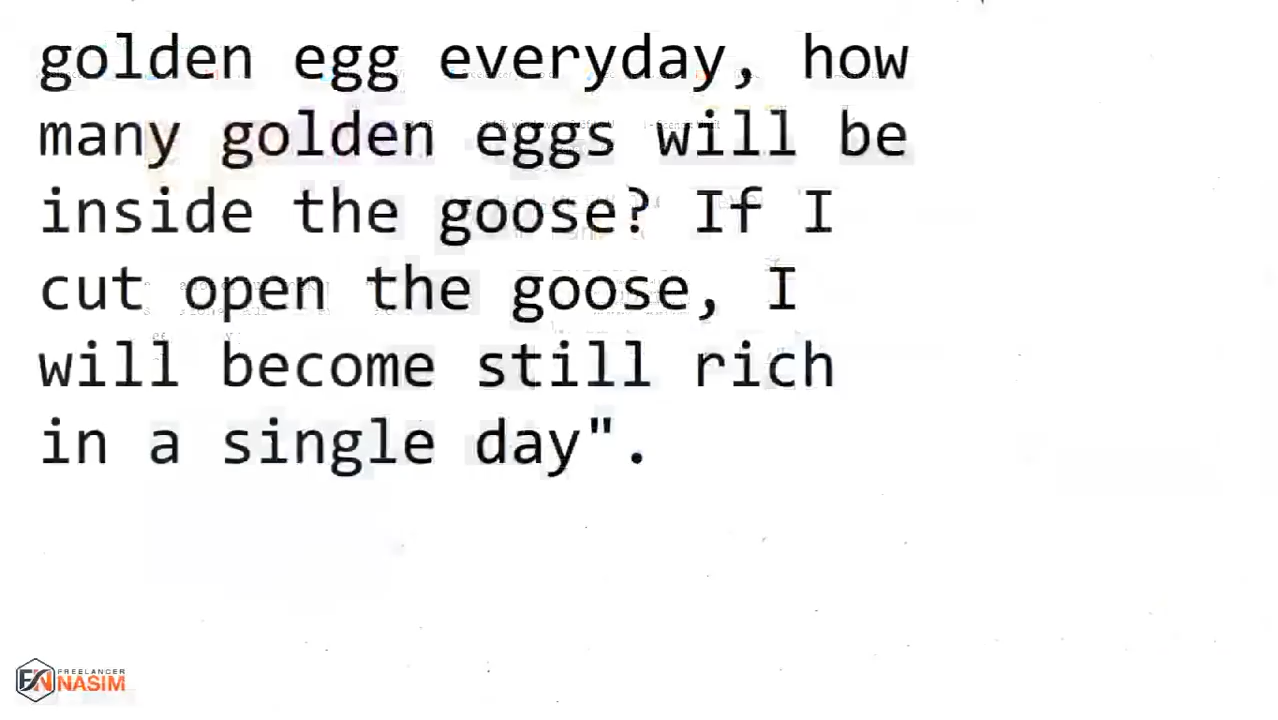 golden egg everyday, how
many golden eggs will be
inside the goose? If I
cut open the goose, I
will become still rich
in a single day".
FREELANCER
NASIM